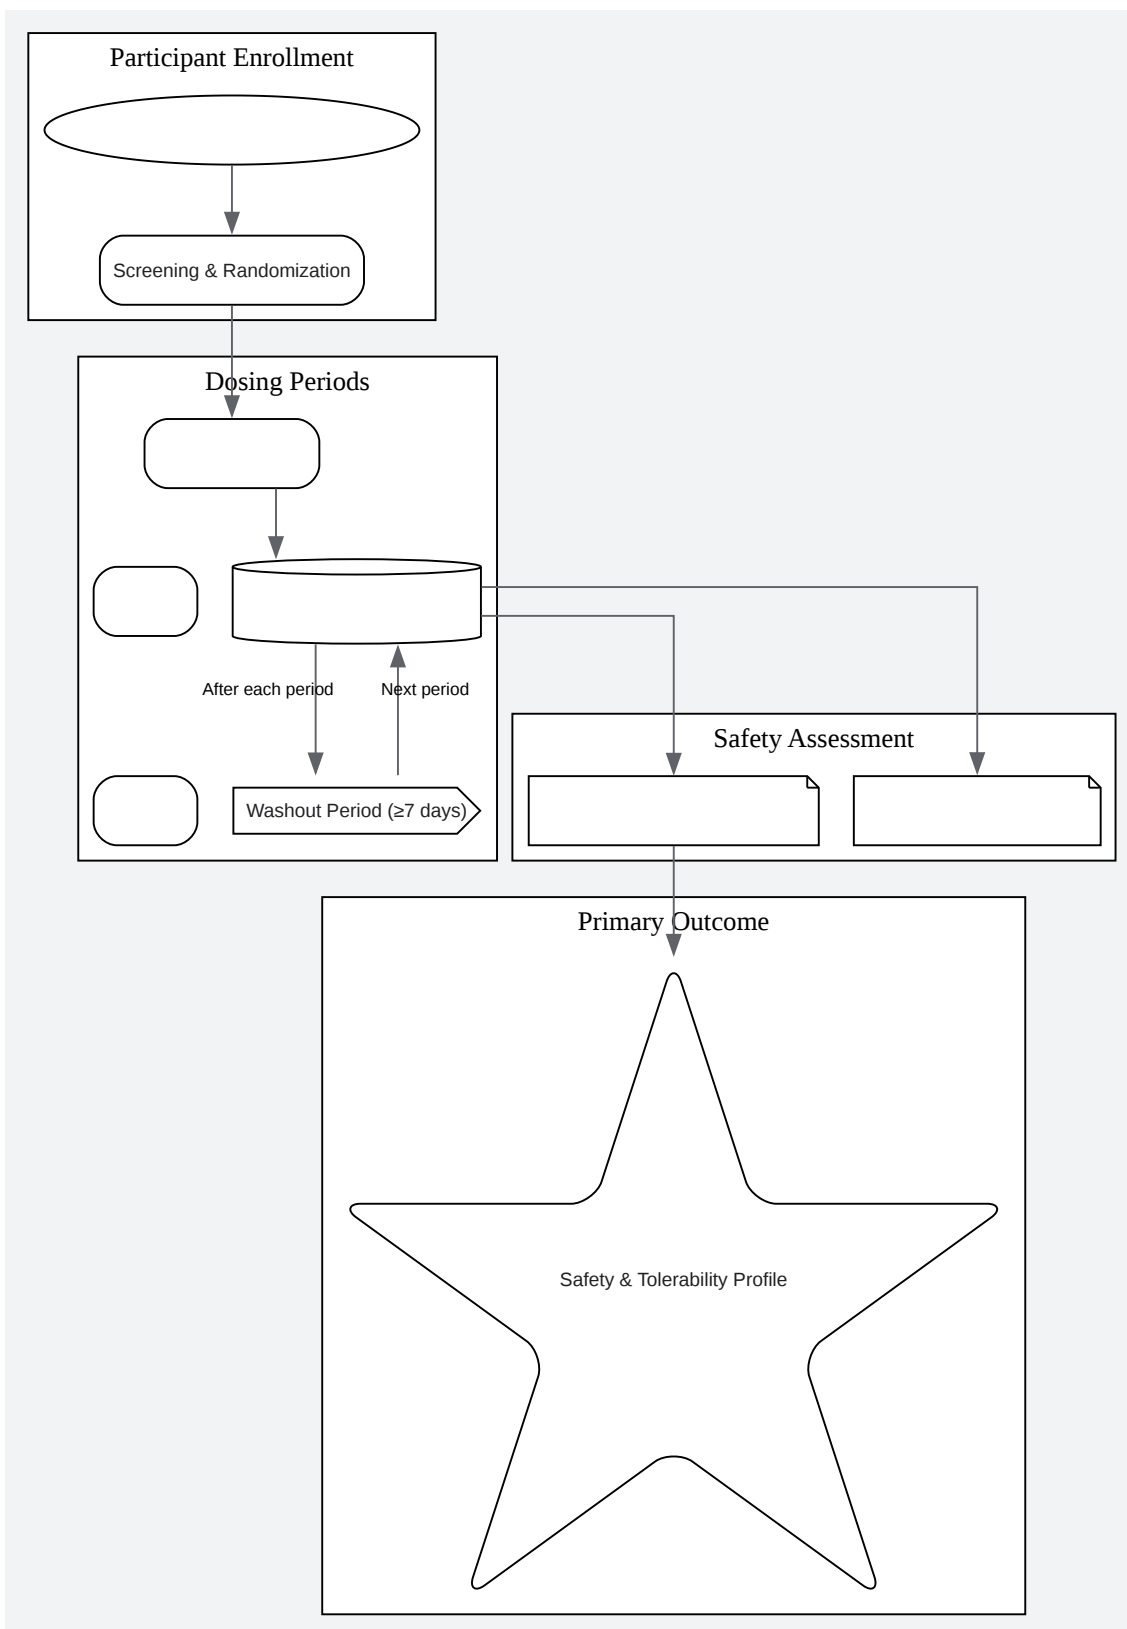 Participant Enrollment
Screening & Randomization
Dosing Periods
After each period
Next period
Washout Period (≥7 days)
Safety Assessment
Primary Outcome
Safety & Tolerability Profile